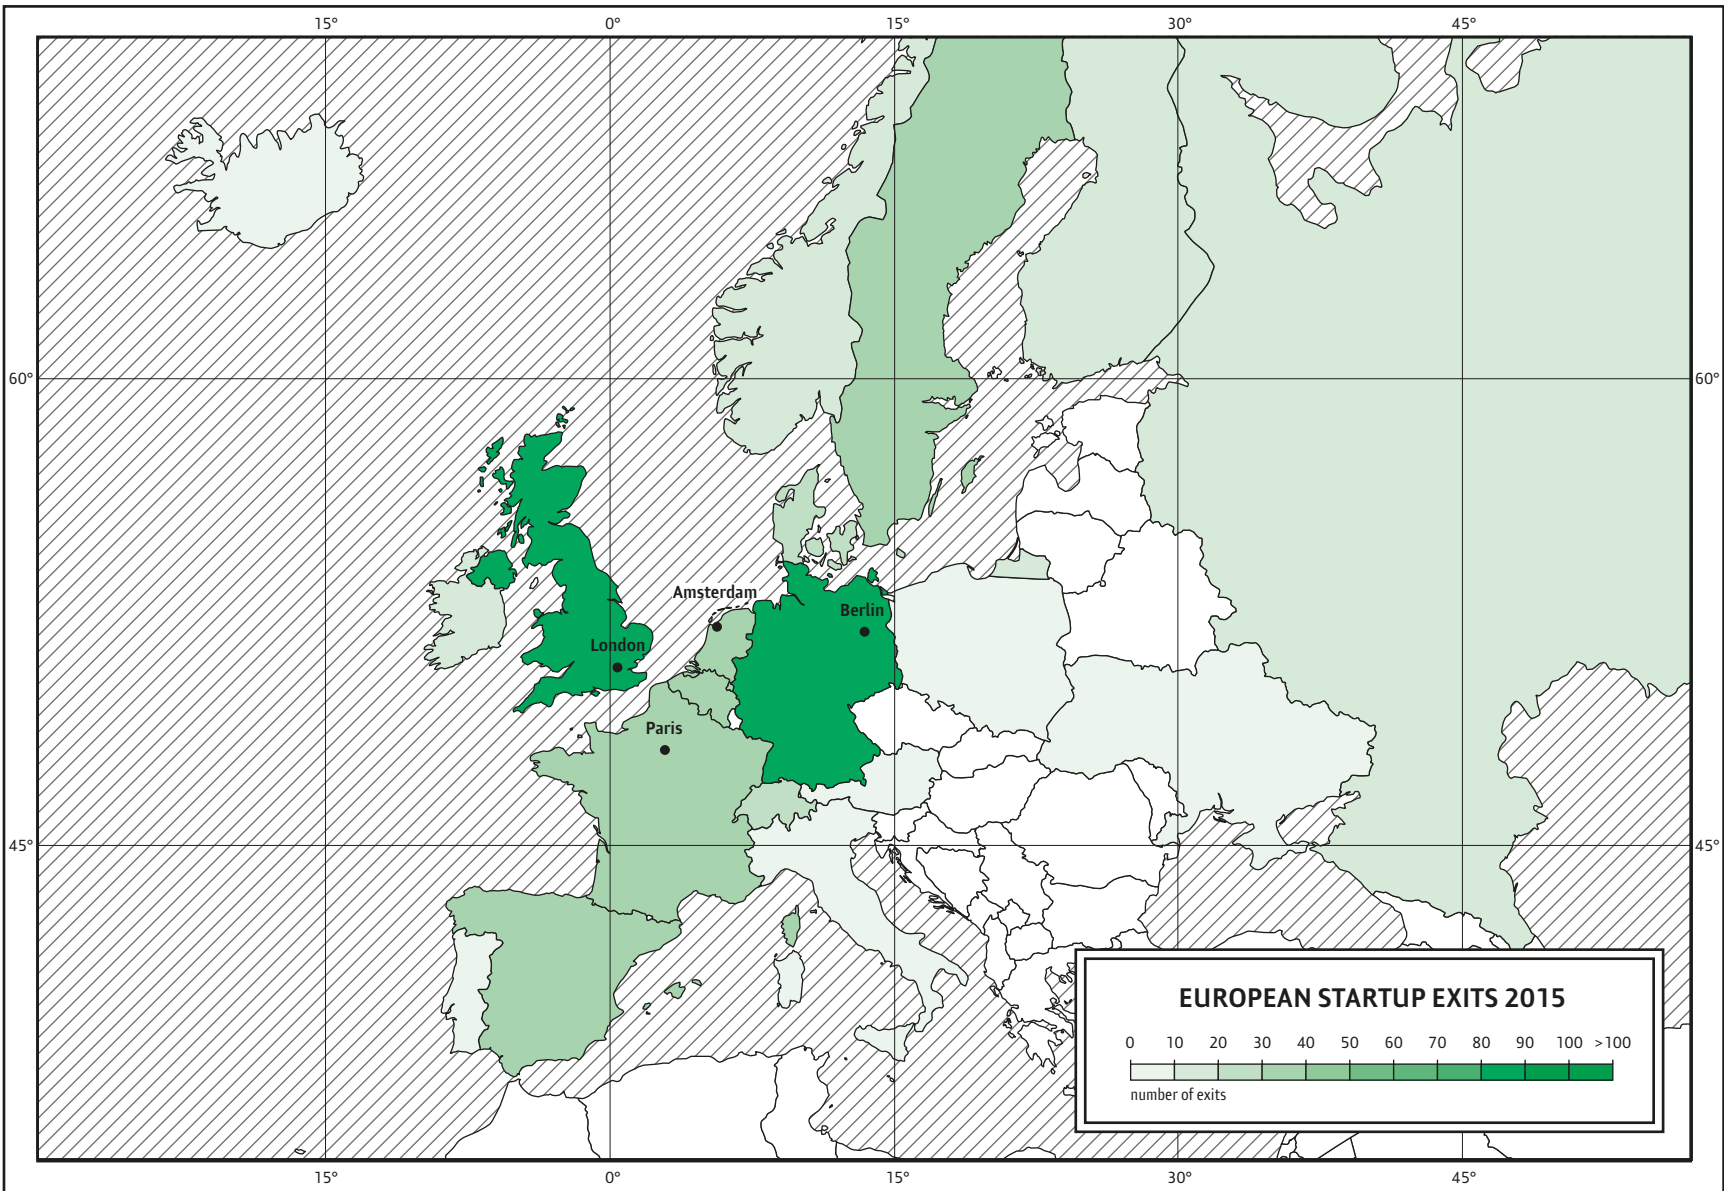 15° 0° 15° 30° 45°
60° 60°
Amsterdam
Berlin
London
Paris
45° 45°
EUROPEAN STARTUP EXITS 2015
0 10 20 30 40 50 60 70 80 90 100 >100
number of exits
15° 0° 15° 30° 45°